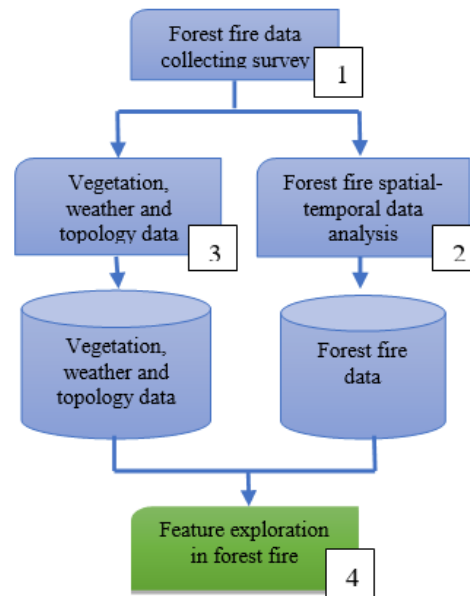 Forest fire data
collecting survey
1
Vegetation,
weather and
topology data
3
Forest fire spatial-
temporal data
analysis
2
Vegetation,
weather and
topology data
Forest fire
data
Feature exploration
in forest fire
4